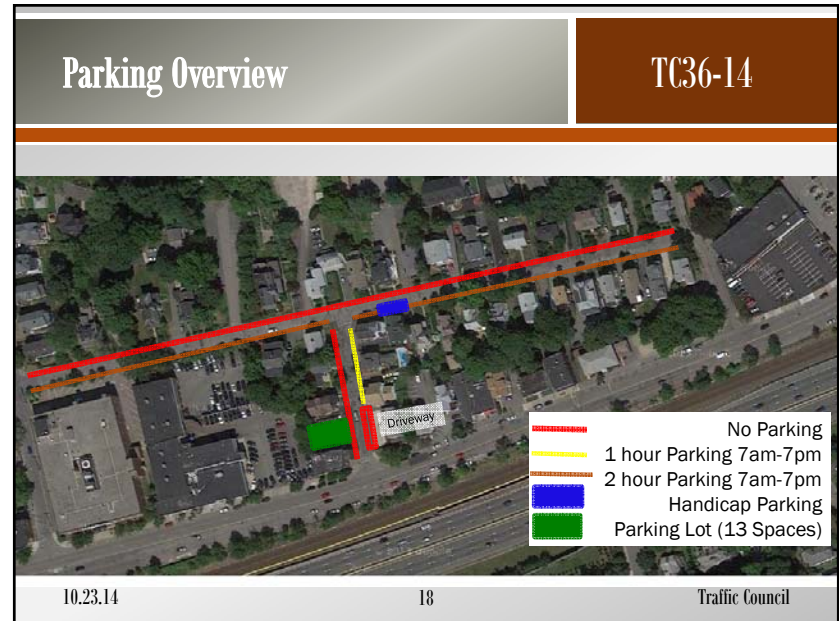 Parking Overview
TC36-14
Driveway
No Parking
1 hour Parking 7am-7pm
2 hour Parking 7am-7pm
Handicap Parking
Parking Lot (13 Spaces)
10.23.14
18
Traffic Council